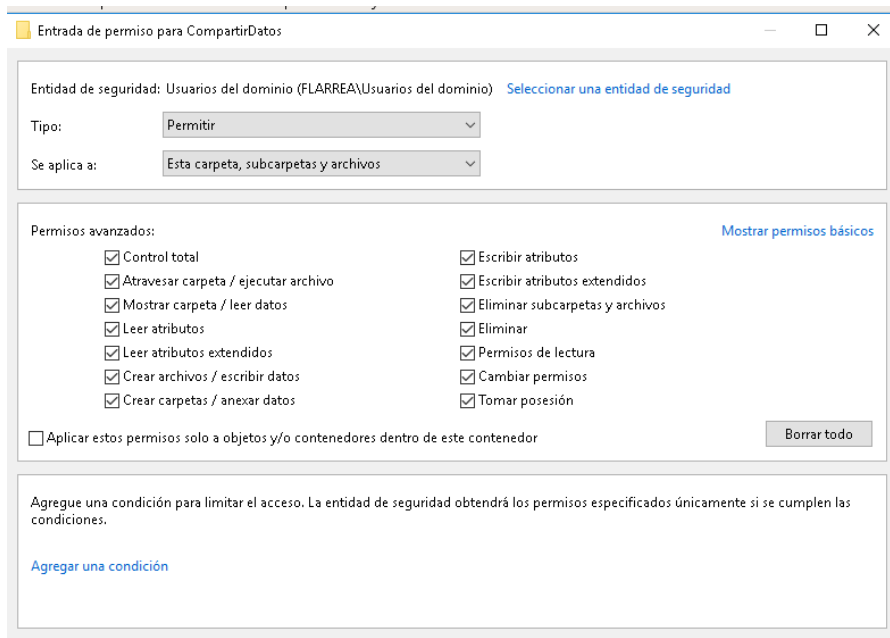 Entrada de permiso para CompartirDatos
Entidad de seguridad: Usuarios del dominio (FLARREA\Usuarios del dominio) Seleccionar una entidad de seguridad
Tipo: Permitir
Se aplica a: Esta carpeta, subcarpetas y archivos
Permisos avanzados: Mostrar permisos básicos
Control total Escribir atributos
Atravesar carpeta / ejecutar archivo Escribir atributos extendidos
Mostrar carpeta / leer datos Eliminar subcarpetas y archivos
Leer atributos Eliminar
Leer atributos extendidos Permisos de lectura
Crear archivos / escribir datos Cambiar permisos
Crear carpetas / anexar datos Tomar posesión
Aplicar estos permisos solo a objetos y/o contenedores dentro de este contenedor Borrar todo
Agregue una condición para limitar el acceso. La entidad de seguridad obtendrá los permisos especificados únicamente si se cumplen las
condiciones.
Agregar una condición